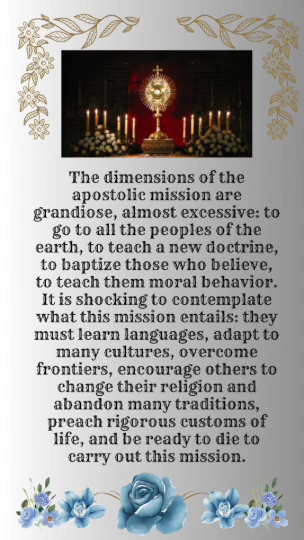 The dimensions of the
apostolic mission are
grandiose, almost excessive: to
go to all the peoples of the
earth, to teach a new doctrine,
to baptize those who believe,
to teach them moral behavior.
It is shocking to contemplate
what this mission entails: they
must learn languages, adapt to
many cultures, overcome
frontiers, encourage others to
change their religion and
abandon many traditions,
preach rigorous customs of
life, and be ready to die to
carry out this mission.